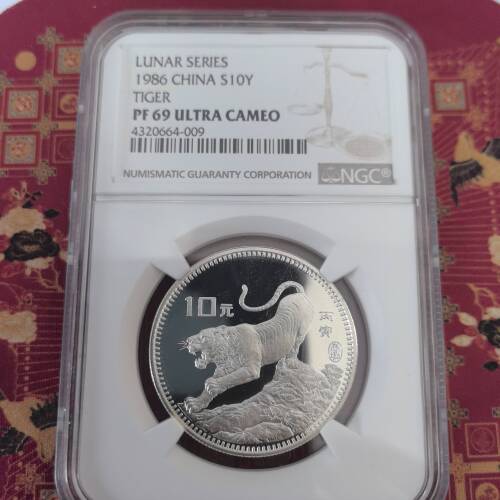 LUNAR SERIES
1986 CHINA S10Y
TIGER
PF 69 ULTRA CAMEO
4320664-009
NUMISMATIC GUARANTY CORPORATION
NGC®
10元
丙寅